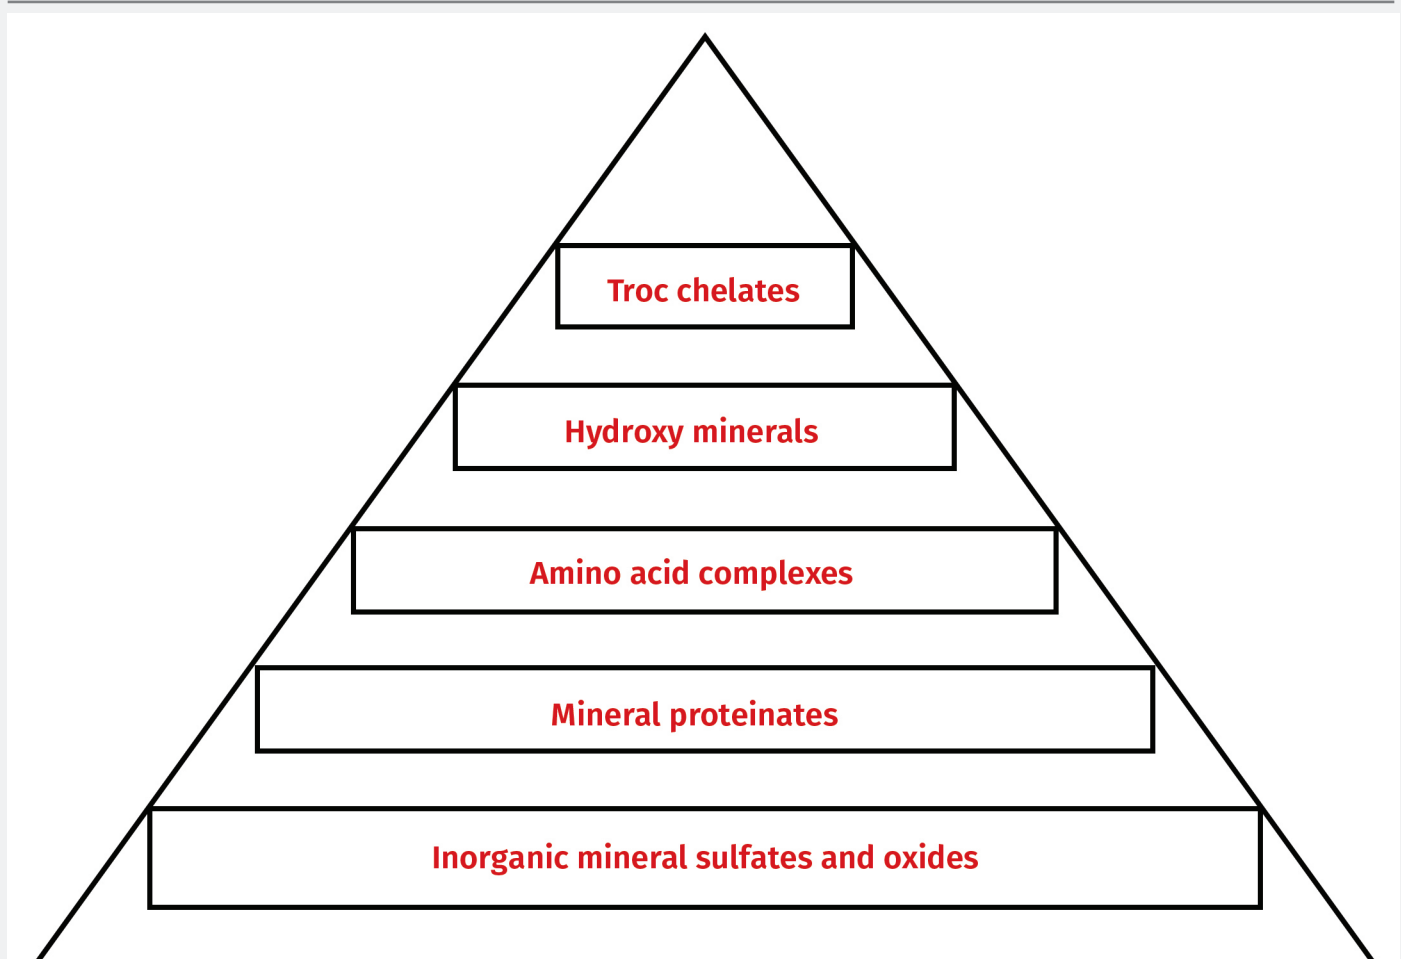 Troc chelates
Hydroxy minerals
Amino acid complexes
Mineral proteinates
Inorganic mineral sulfates and oxides